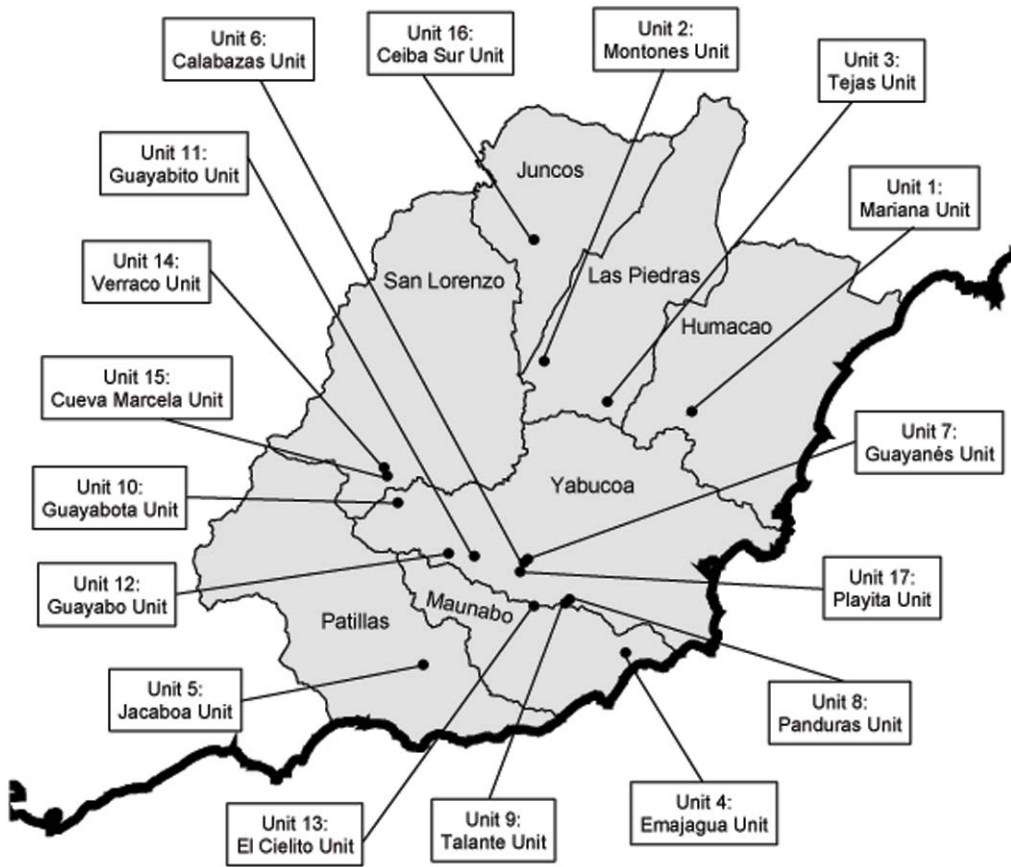 Unit 6:
Calabazas Unit
Unit 16:
Ceiba Sur Unit
Unit 2:
Montones Unit
Unit 3:
Tejas Unit
Unit 11:
Guayabito Unit
Juncos
Unit 1:
Mariana Unit
Unit 14:
Verraco Unit
San Lorenzo
Las Piedras
Humacao
Unit 15:
Cueva Marcela Unit
Unit 7:
Guayanés Unit
Yabucoa
Unit 10:
Guayabota Unit
Unit 12:
Guayabo Unit
Unit 17:
Playita Unit
Maunabo
Patillas
Unit 5:
Jacaboa Unit
Unit 8:
Panduras Unit
Unit 13:
El Cielito Unit
Unit 9:
Talante Unit
Unit 4:
Emajagua Unit